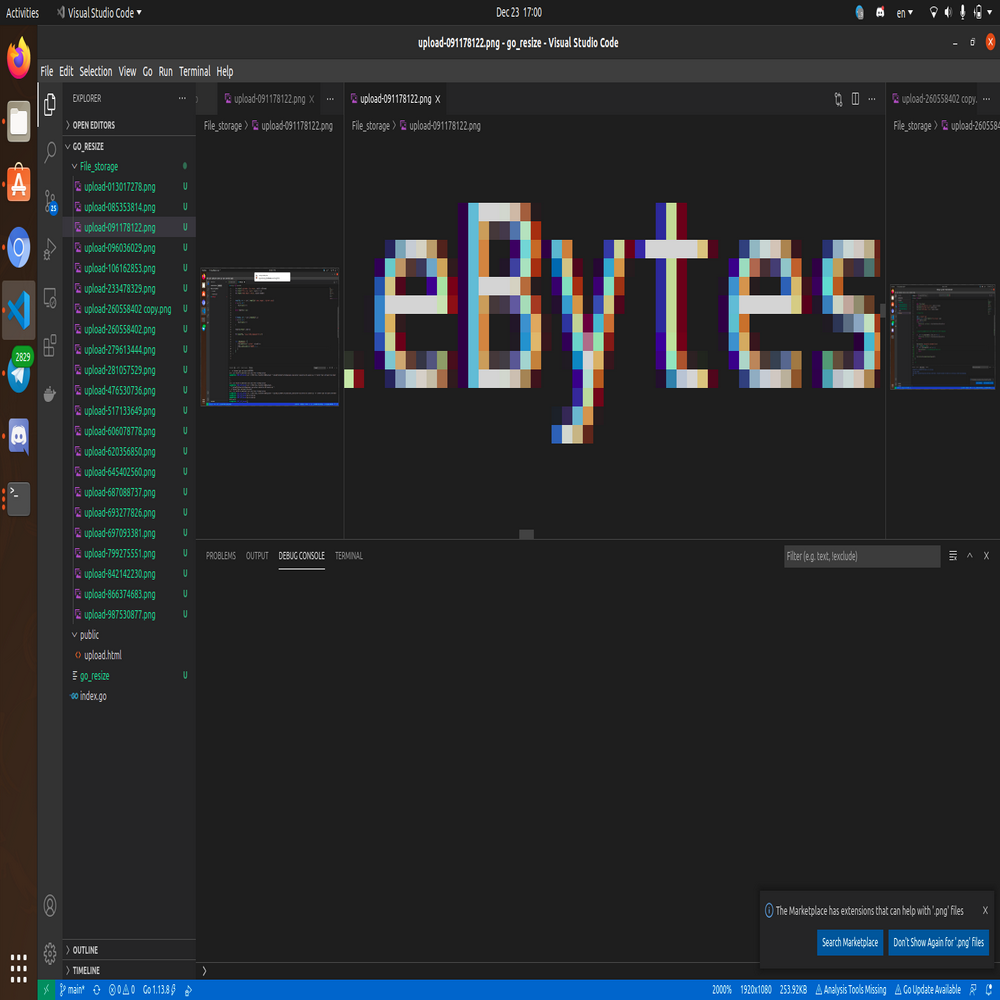 Activities Visual Studio Code Dec 23 17:00 en
upload-091178122.png - go_resize - Visual Studio Code
File Edit Selection View Go Run Terminal Help
EXPLORER
upload-091178122.png
upload-091178122.png
upload-260558402 copy.
OPEN EDITORS
File_storage > upload-091178122.png
File_storage > upload-091178122.png
File_storage > upload-260558
GO_RESIZE
File_storage
upload-013017278.png U
upload-085353814.png U
upload-091178122.png U
upload-096036029.png U
upload-106162853.png U
upload-233478329.png U
upload-260558402 copy.png U
upload-260558402.png U
upload-279613444.png U
upload-281057529.png U
upload-476530736.png U
upload-517133649.png U
upload-606078778.png U
upload-620356850.png U
upload-645402560.png U
upload-687088737.png U
upload-693277826.png U
upload-697093381.png U
upload-799275551.png U
upload-842142230.png U
upload-866374683.png U
upload-987530877.png U
public
upload.html
go_resize U
index.go
25
2829
eBytes
PROBLEMS OUTPUT DEBUG CONSOLE TERMINAL
Filter (e.g. text, !exclude)
The Marketplace has extensions that can help with '.png' files
Search Marketplace Don't Show Again for '.png' files
OUTLINE
TIMELINE
main* 0 0 Go 1.13.8 2000% 1920x1080 253.92KB Analysis Tools Missing Go Update Available